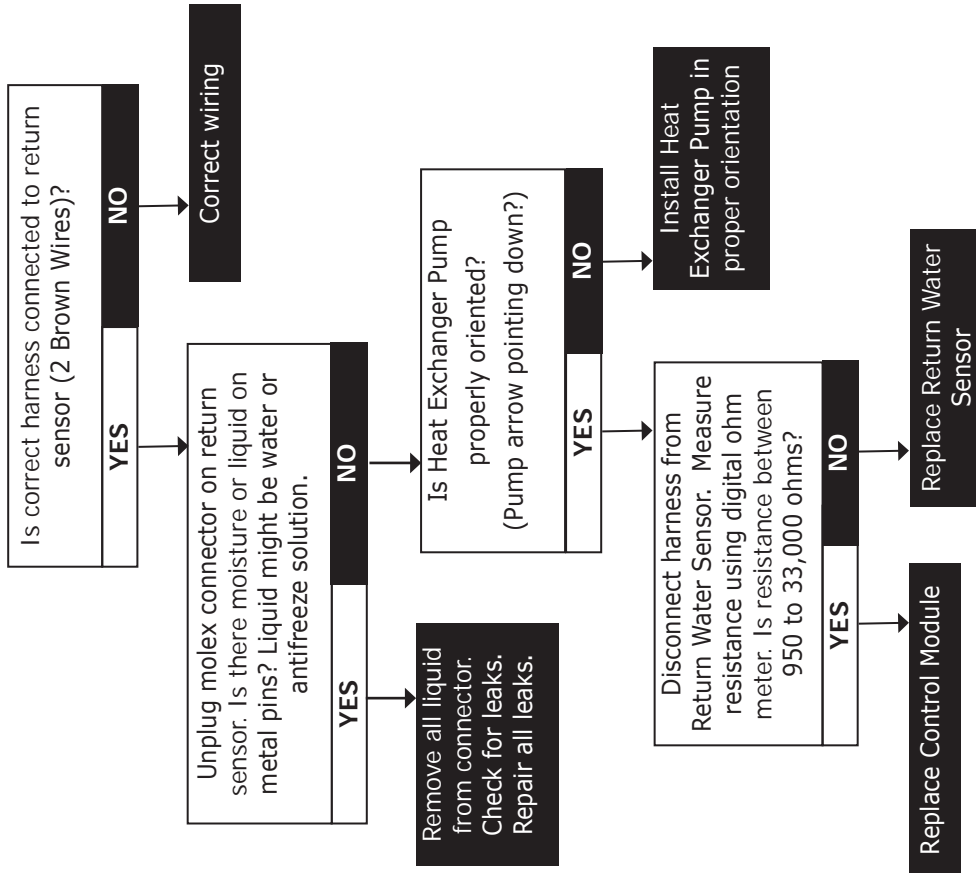 Is correct harness connected to return
sensor (2 Brown Wires)?
YES
NO
Correct wiring
Unplug molex connector on return
sensor. Is there moisture or liquid on
metal pins? Liquid might be water or
antifreeze solution.
YES
NO
Remove all liquid
from connector.
Check for leaks.
Repair all leaks.
Is Heat Exchanger Pump
properly oriented?
(Pump arrow pointing down?)
YES
NO
Install Heat
Exchanger Pump in
proper orientation
Disconnect harness from
Return Water Sensor. Measure
resistance using digital ohm
meter. Is resistance between
950 to 33,000 ohms?
YES
NO
Replace Control Module
Replace Return Water
Sensor